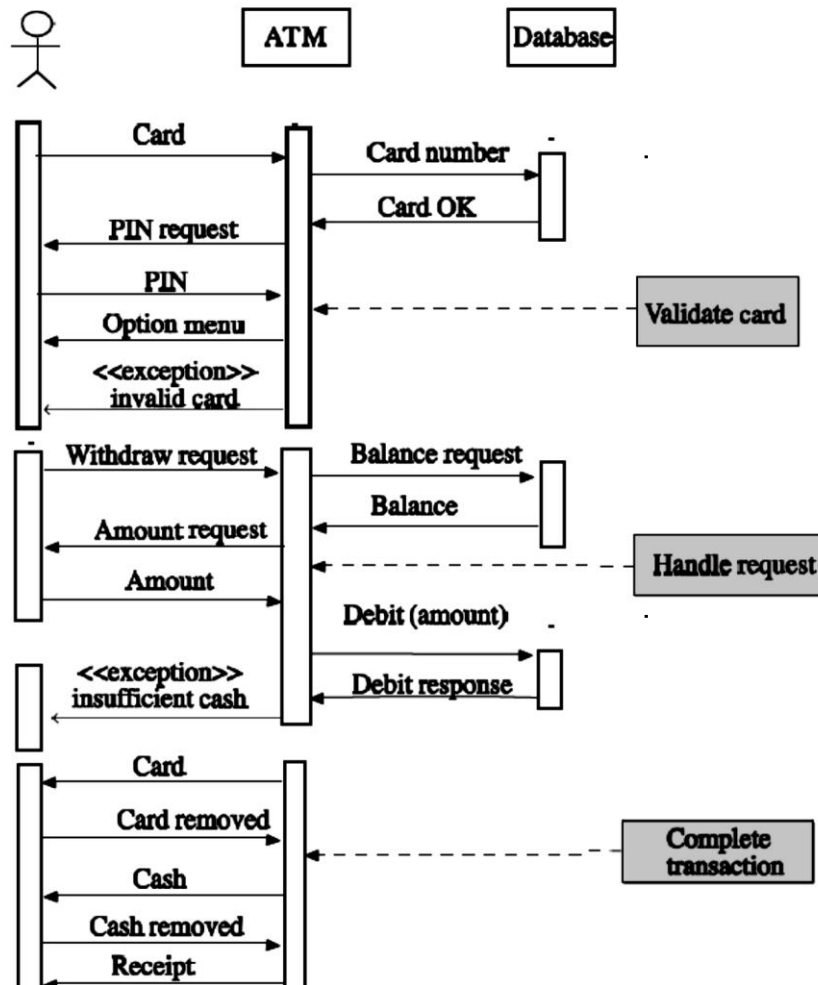 ATM
Database
Card
Card number
Card OK
PIN request
PIN
Validate card
Option menu
<<exception>>
invalid card
Withdraw request
Balance request
Balance
Amount request
Handle request
Amount
Debit (amount)
<<exception>>
Debit response
insufficient cash
Card
Card removed
Complete
transaction
Cash
Cash removed
Receipt